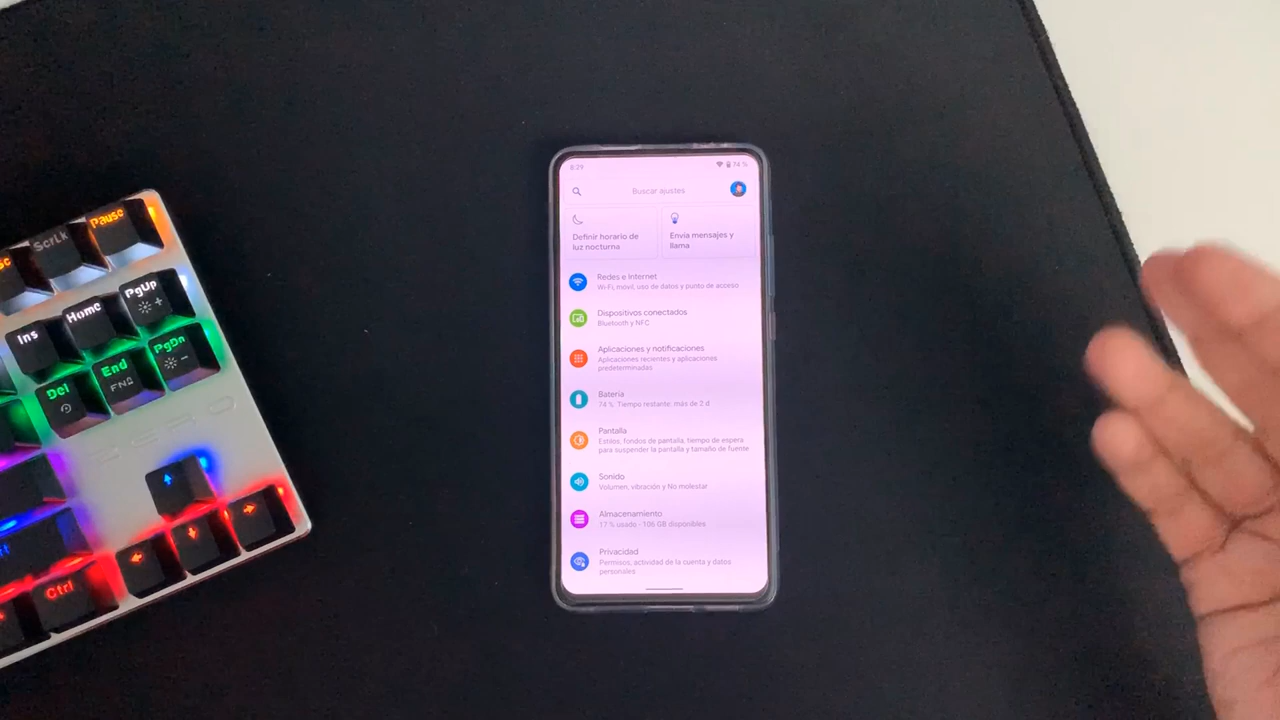 Pause
ScrLk
Sc
PgUp
Home
Ins
PgDn
End
FN
Del
Ctrl
8:29
74 %
Buscar ajustes
Definir horario de
luz nocturna
Envía mensajes y
llama
Redes e Internet
Wi-Fi, móvil, uso de datos y punto de acceso
Dispositivos conectados
Bluetooth y NFC
Aplicaciones y notificaciones
Aplicaciones recientes y aplicaciones
predeterminadas
Batería
74 %. Tiempo restante: más de 2 d
Pantalla
Estilos, fondos de pantalla, tiempo de espera
para suspender la pantalla y tamaño de fuente
Sonido
Volumen, vibración y No molestar
Almacenamiento
17 % usado - 106 GB disponibles
Privacidad
Permisos, actividad de la cuenta y datos
personales